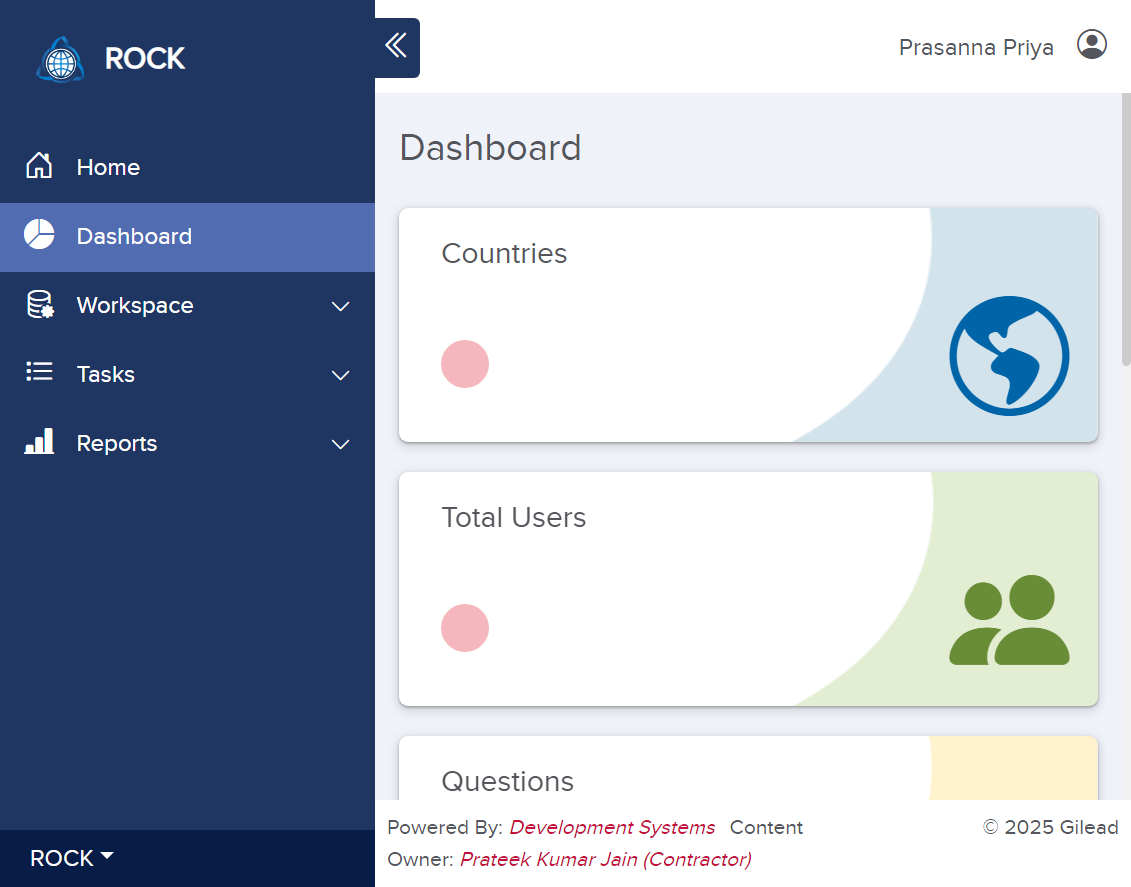 ROCK
Prasanna Priya
Home
Dashboard
Workspace
Tasks
Reports
ROCK
Dashboard
Countries
Total Users
Questions
Powered By: Development Systems Content
Owner: Prateek Kumar Jain (Contractor)
© 2025 Gilead